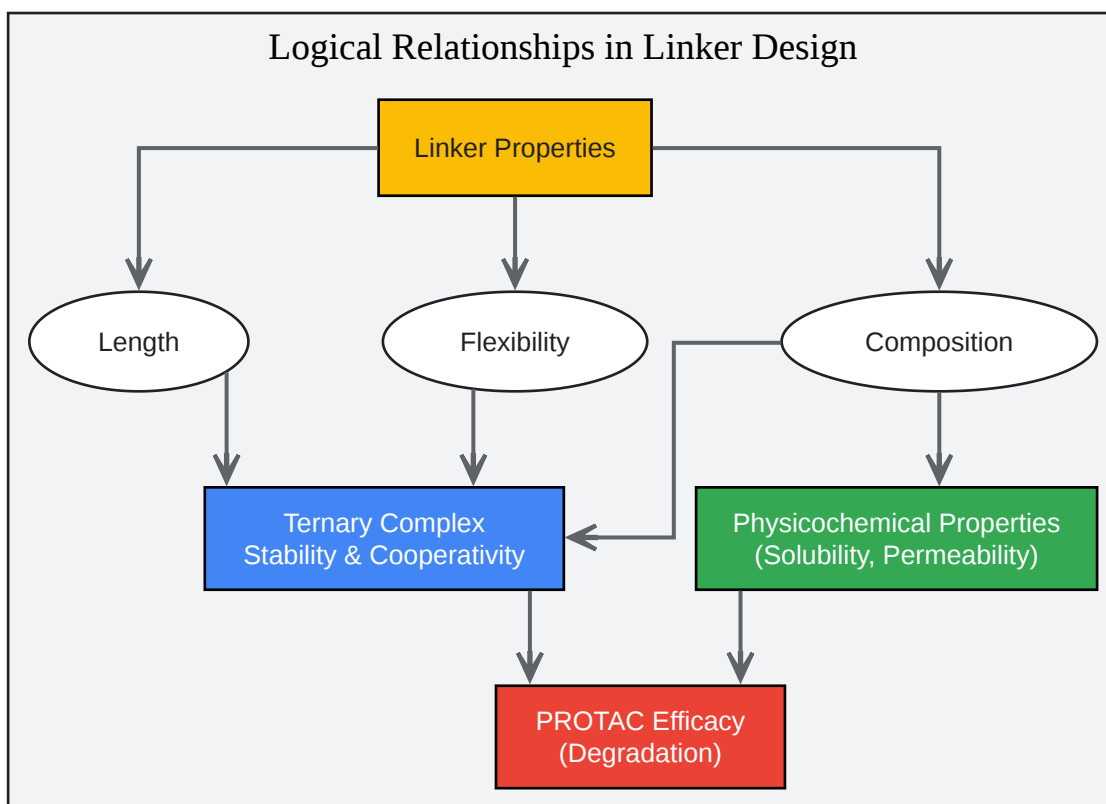 Logical Relationships in Linker Design
Linker Properties
Length
Flexibility
Composition
Ternary Complex
Stability & Cooperativity
Physicochemical Properties
(Solubility, Permeability)
PROTAC Efficacy
(Degradation)